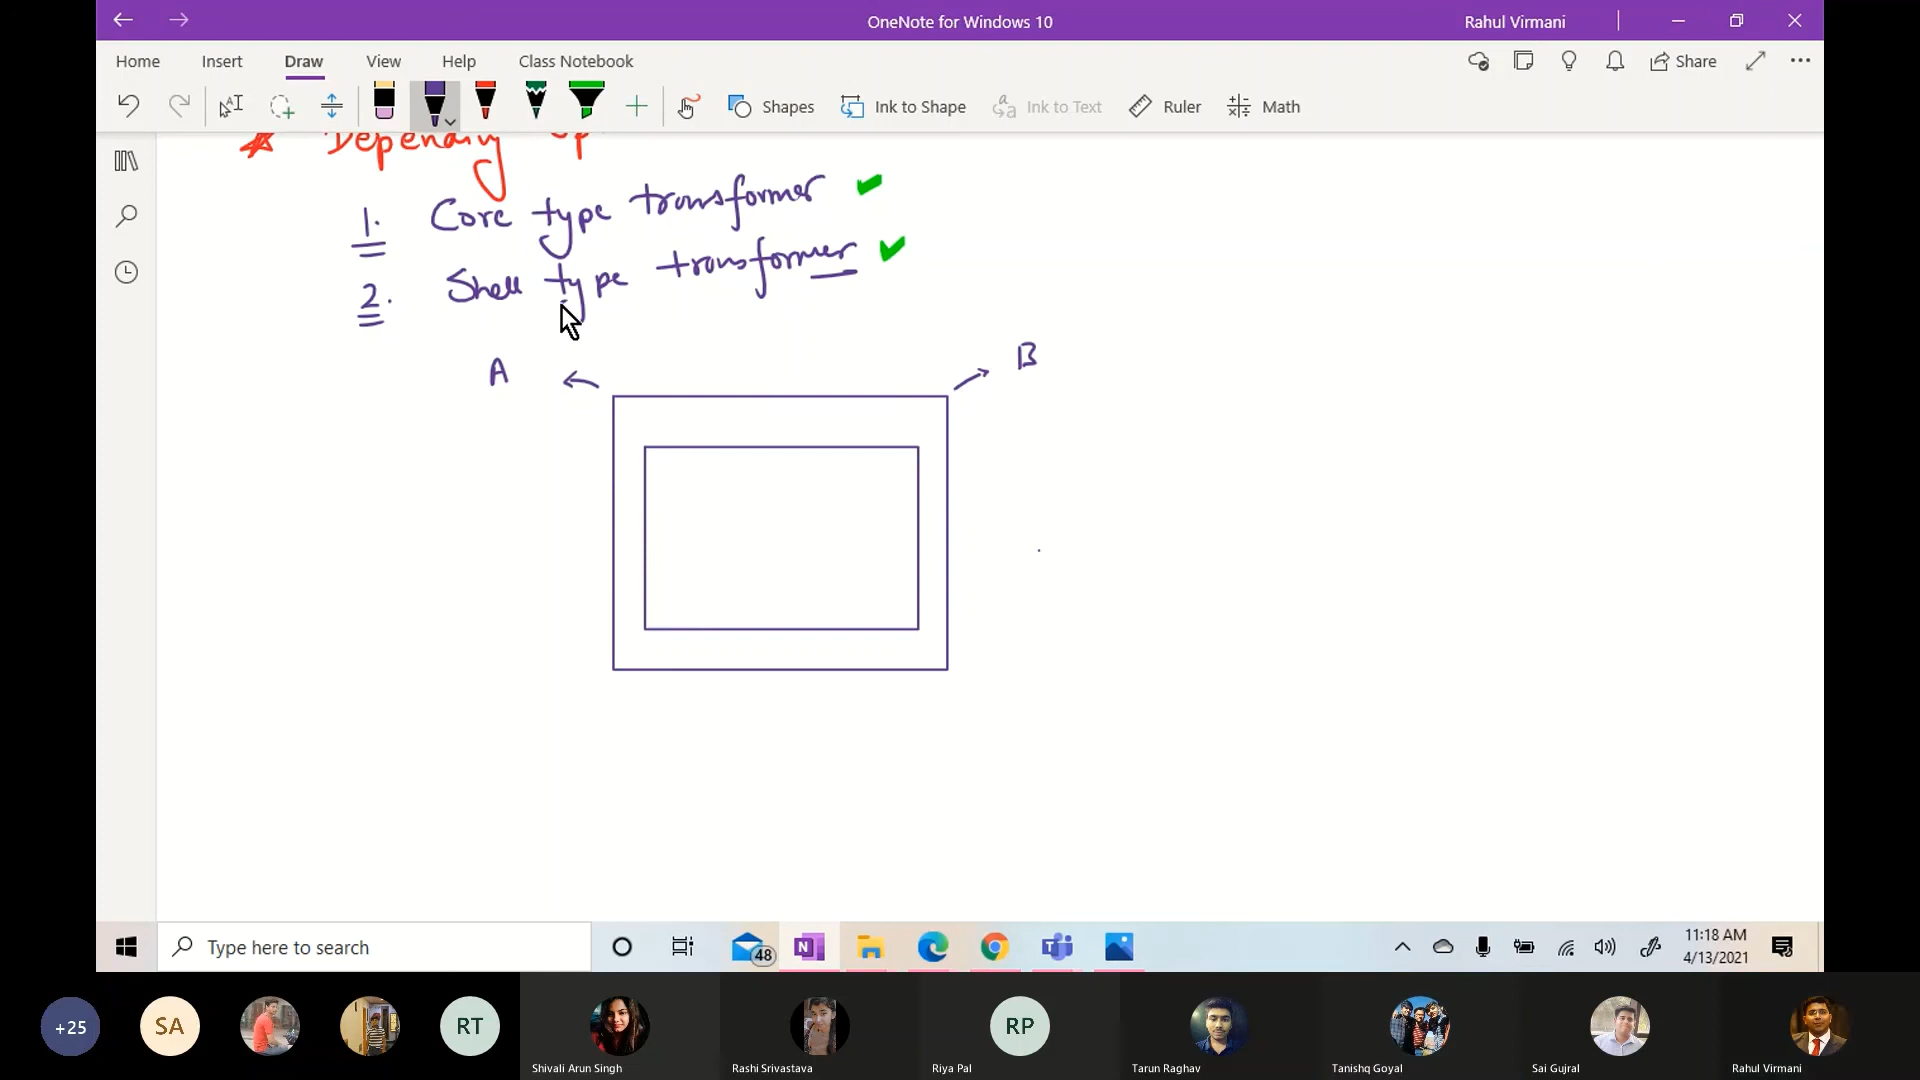 OneNote for Windows 10
Rahul Virmani
Home Insert Draw View Help Class Notebook
Share
Shapes Ink to Shape Ink to Text Ruler Math
Depending
1. Core type transformer
2. Shell type transformer
A
B
Type here to search
48
11:18 AM
4/13/2021
+25
SA
RT
RP
Shivali Arun Singh
Rashi Srivastava
Riya Pal
Tarun Raghav
Tanishq Goyal
Sai Gujral
Rahul Virmani